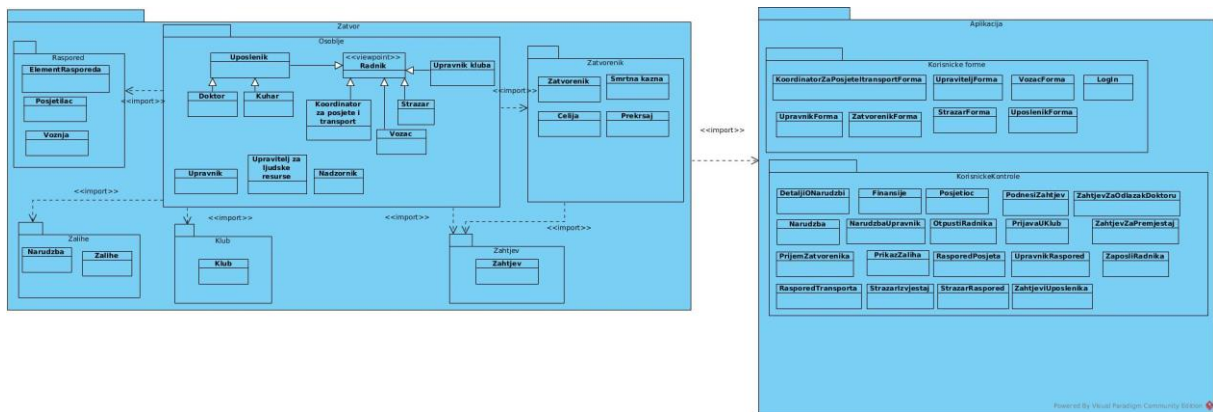 Zatvor
Raspored
ElementRasporeda
Posjetilac
Voznja
<<import>>
Osoblje
Uposlenik
<<viewpoint>>
Radnik
Upravnik kluba
Doktor
Kuhar
Koordinator
za posjete i
transport
Strazar
Vozac
Upravnik
Upravitelj za
ljudske
resurse
Nadzornik
<<import>>
Zatvorenik
Zatvorenik
Smrtna kazna
Celija
Prekrsaj
<<import>>
<<import>>
<<import>>
<<import>>
Zalihe
Narudzba
Zalihe
Klub
Klub
Zahtjev
Zahtjev
<<import>>
Aplikacija
Korisnicke forme
KoordinatorZaPosjeteItransportForma
UpraviteljForma
VozacForma
LogIn
UpravnikForma
ZatvorenikForma
StrazarForma
UposlenikForma
KorisnickeKontrole
DetaljiONarudzbi
Finansije
Posjetioc
PodnesiZahtjev
ZahtjevZaOdlazakDoktoru
Narudzba
NarudzbaUpravnik
OtpustiRadnika
PrijavaUKlub
ZahtjevZaPremjestaj
PrijemZatvorenika
PrikazZaliha
RasporedPosjeta
UpravnikRaspored
ZaposliRadnika
RasporedTransporta
StrazarIzvjestaj
StrazarRaspored
ZahtjeviUposlenika
Powered By Visual Paradigm Community Edition